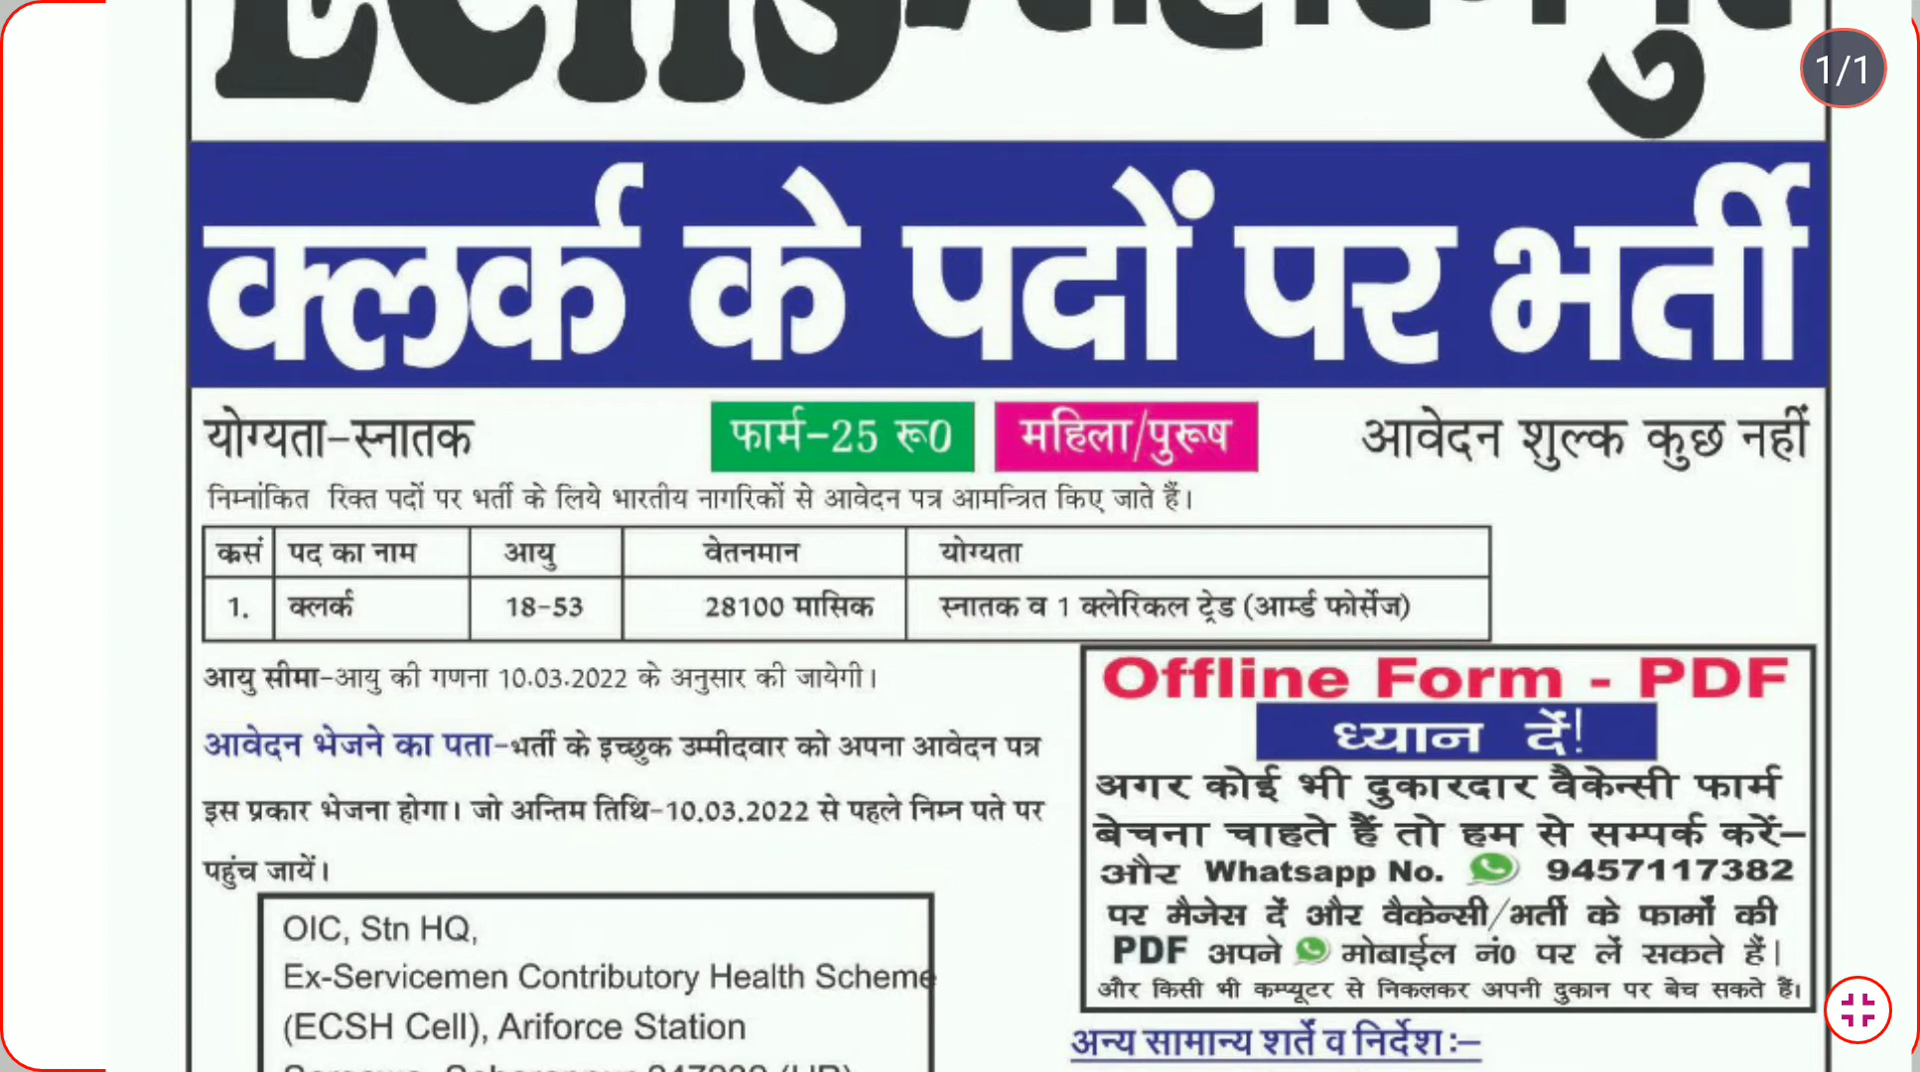 ECHS सहारनपुर
1/1
क्लर्क के पदों पर भर्ती
योग्यता-स्नातक फार्म-25 रू0 महिला/पुरूष आवेदन शुल्क कुछ नहीं
निम्नांकित रिक्त पदों पर भर्ती के लिये भारतीय नागरिकों से आवेदन पत्र आमन्त्रित किए जाते हैं।
क्रसं पद का नाम आयु वेतनमान योग्यता
1. क्लर्क 18-53 28100 मासिक स्नातक व 1 क्लेरिकल ट्रेड (आर्म्ड फोर्सेज)
आयु सीमा-आयु की गणना 10.03.2022 के अनुसार की जायेगी।
आवेदन भेजने का पता-भर्ती के इच्छुक उम्मीदवार को अपना आवेदन पत्र
इस प्रकार भेजना होगा। जो अन्तिम तिथि-10.03.2022 से पहले निम्न पते पर
पहुंच जायें।
OIC, Stn HQ,
Ex-Servicemen Contributory Health Scheme
(ECSH Cell), Ariforce Station
Offline Form - PDF
ध्यान दें!
अगर कोई भी दुकारदार वैकेन्सी फार्म
बेचना चाहते हैं तो हम से सम्पर्क करें-
और Whatsapp No. 9457117382
पर मैजेस दें और वैकेन्सी/भर्ती के फार्मों की
PDF अपने मोबाईल नं0 पर लें सकते हैं|
और किसी भी कम्प्यूटर से निकलकर अपनी दुकान पर बेच सकते हैं।
अन्य सामान्य शर्तें व निर्देश:-